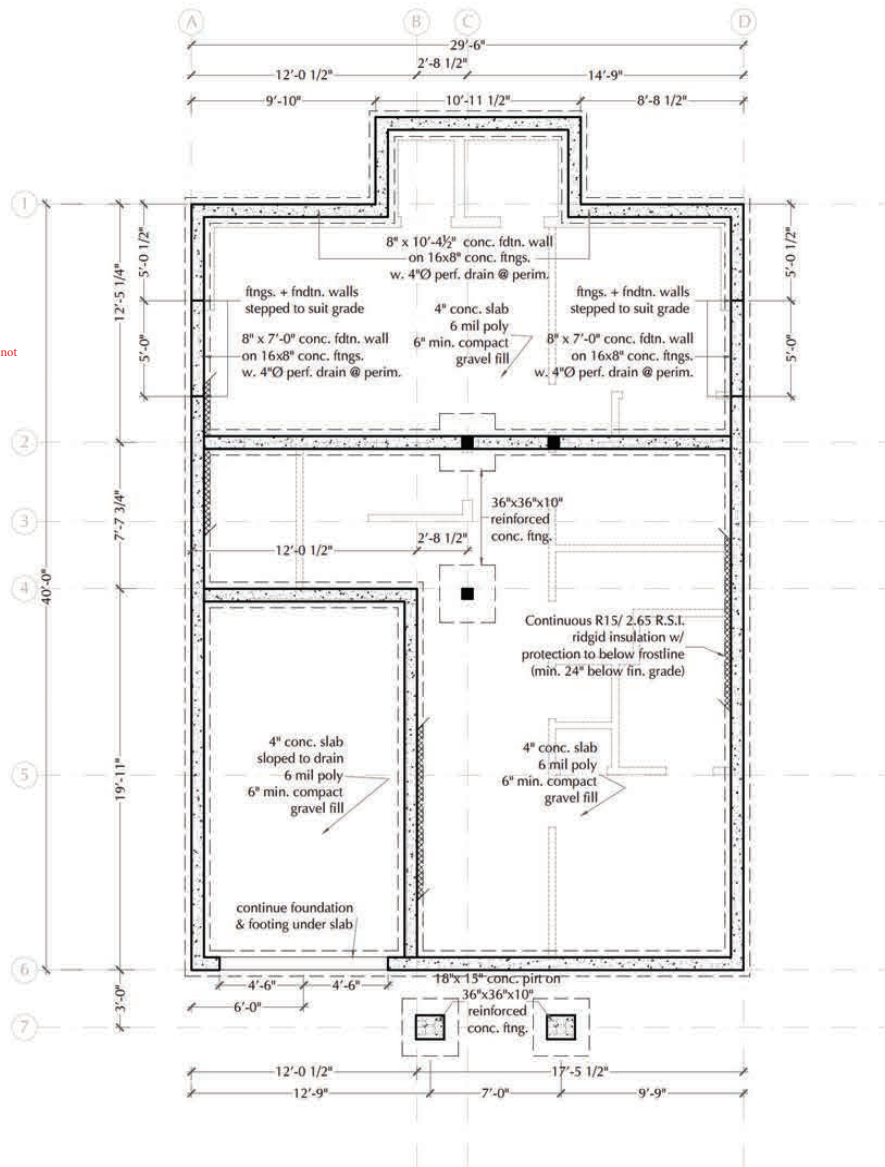 A B C D
29'-6"
2'-8 1/2"
12'-0 1/2" 14'-9"
9'-10" 10'-11 1/2" 8'-8 1/2"
1
5'-0 1/2"
12'-5 1/4"
5'-0"
40'-0"
5'-0 1/2"
5'-0"
8" x 10'-4½" conc. fdtn. wall
on 16x8" conc. ftngs.
w. 4"Ø perf. drain @ perim.
ftngs. + fndtn. walls
stepped to suit grade
8" x 7'-0" conc. fdtn. wall
on 16x8" conc. ftngs.
w. 4"Ø perf. drain @ perim.
4" conc. slab
6 mil poly
6" min. compact
gravel fill
ftngs. + fndtn. walls
stepped to suit grade
8" x 7'-0" conc. fdtn. wall
on 16x8" conc. ftngs.
w. 4"Ø perf. drain @ perim.
not
2
7'-7 3/4"
36"x36"x10"
reinforced
conc. ftng.
3
12'-0 1/2" 2'-8 1/2"
4
Continuous R15/ 2.65 R.S.I.
ridgid insulation w/
protection to below frostline
(min. 24" below fin. grade)
19'-11"
4" conc. slab
sloped to drain
6 mil poly
6" min. compact
gravel fill
4" conc. slab
6 mil poly
6" min. compact
gravel fill
5
continue foundation
& footing under slab
6
4'-6" 4'-6"
6'-0"
3'-0"
18"x 15" conc. pirt on
36"x36"x10"
reinforced
conc. ftng.
7
12'-0 1/2" 17'-5 1/2"
12'-9" 7'-0" 9'-9"